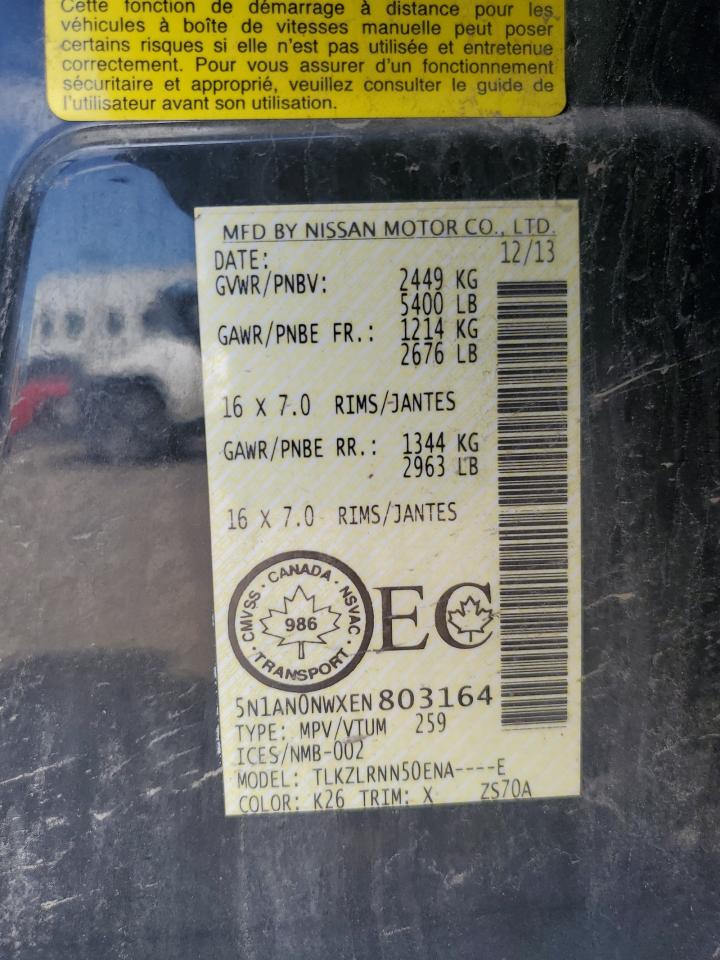 Cette fonction de démarrage à distance pour les
véhicules à boîte de vitesses manuelle peut poser
certains risques si elle n'est pas utilisée et entretenue
correctement. Pour vous assurer d'un fonctionnement
sécuritaire et approprié, veuillez consulter le guide de
l'utilisateur avant son utilisation.
MFD BY NISSAN MOTOR CO., LTD.
DATE: 12/13
GVWR/PNBV: 2449 KG
5400 LB
GAWR/PNBE FR.: 1214 KG
2676 LB
16 X 7.0 RIMS/JANTES
GAWR/PNBE RR.: 1344 KG
2963 LB
16 X 7.0 RIMS/JANTES
CMVSS · CANADA · NSVAC · TRANSPORT ·
986
EC
5N1AN0NWXEN803164
TYPE: MPV/VTUM 259
ICES/NMB-002
MODEL: TLKZLRNN50ENA----E
COLOR: K26 TRIM: X ZS70A